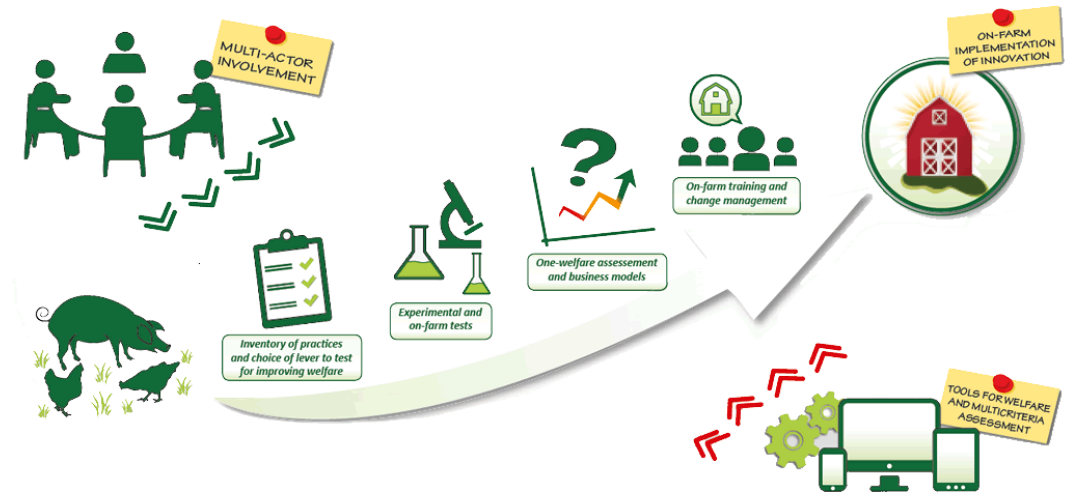 MULTI-ACTOR
INVOLVEMENT
ON-FARM
IMPLEMENTATION
OF INNOVATION
On-farm training and
change management
One-welfare assessment
and business models
Experimental and
on-farm tests
Inventory of practices
and choice of lever to test
for improving welfare
TOOLS FOR WELFARE
AND MULTICRITERIA
ASSESSMENT
?